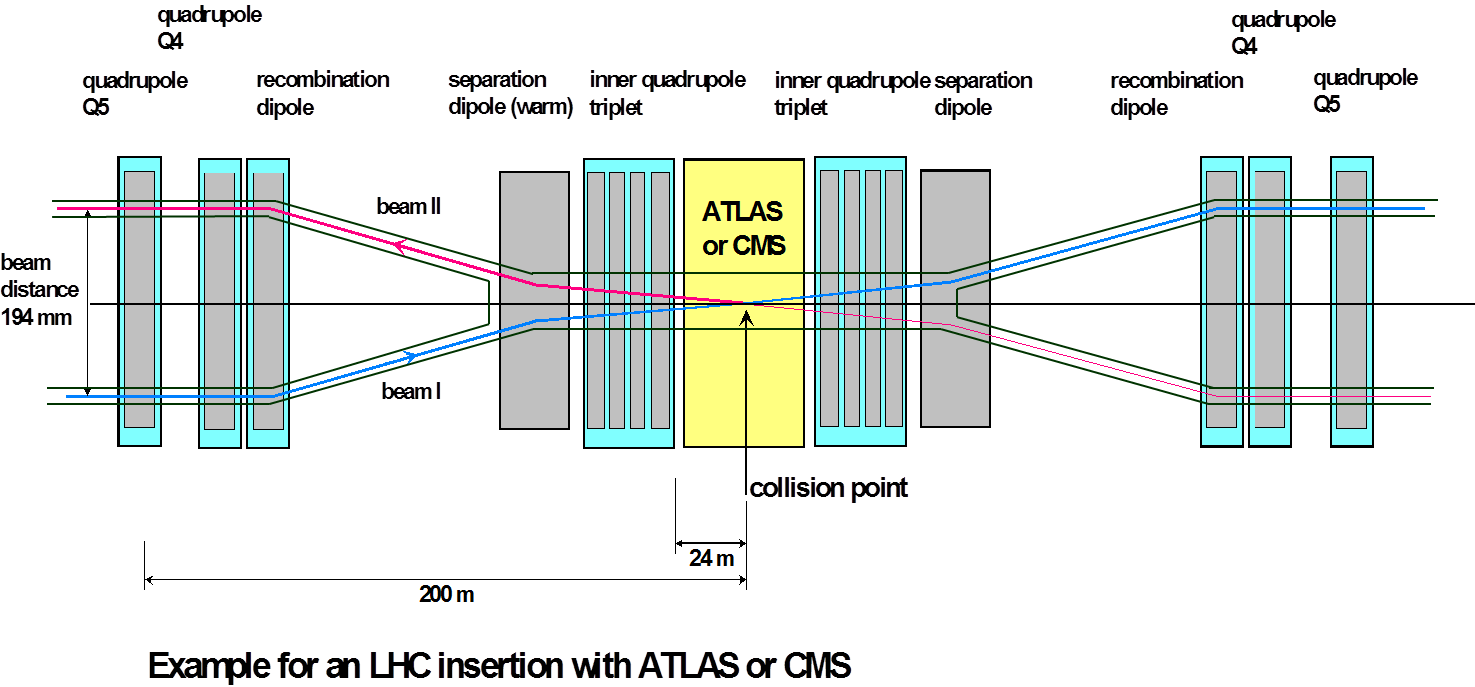 quadrupole
Q4
quadrupole
Q4
quadrupole
Q5
recombination
dipole
separation
dipole (warm)
inner quadrupole
triplet
inner quadrupole
triplet
separation
dipole
recombination
dipole
quadrupole
Q5
beam II
ATLAS
or CMS
beam
distance
194 mm
beam I
collision point
24 m
200 m
Example for an LHC insertion with ATLAS or CMS